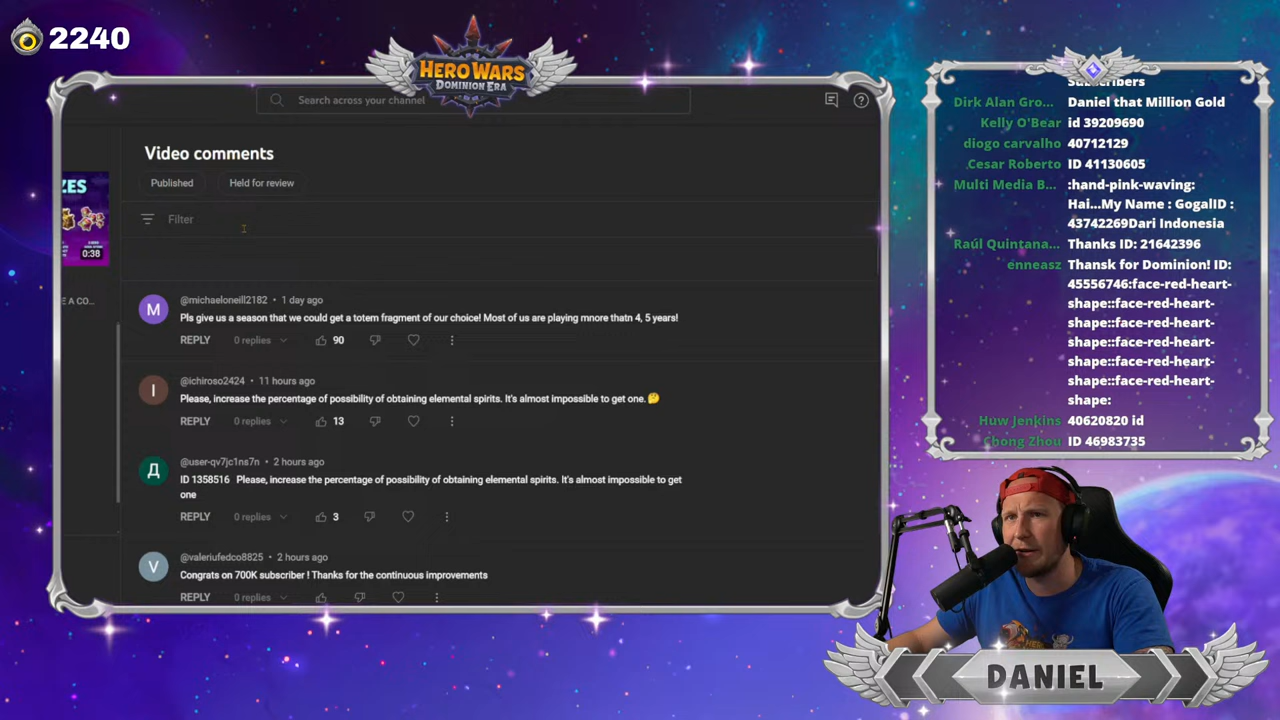 2240
HERO WARS
DOMINION ERA
Search across your channel
Video comments
Published
Held for review
Filter
ZES
0:38
E A CO...
M
@michaeloneill2182 • 1 day ago
Pls give us a season that we could get a totem fragment of our choice! Most of us are playing mnore thatn 4, 5 years!
REPLY 0 replies 90
I
@ichiroso2424 • 11 hours ago
Please, increase the percentage of possibility of obtaining elemental spirits. It's almost impossible to get one.🤔
REPLY 0 replies 13
Д
@user-qv7jc1ns7n • 2 hours ago
ID 1358516 Please, increase the percentage of possibility of obtaining elemental spirits. It's almost impossible to get
one
REPLY 0 replies 3
V
@valeriufedco8825 • 2 hours ago
Congrats on 700K subscriber ! Thanks for the continuous improvements
REPLY 0 replies
Subscribers
Dirk Alan Gro... Daniel that Million Gold
Kelly O'Bear id 39209690
diogo carvalho 40712129
Cesar Roberto ID 41130605
Multi Media B... :hand-pink-waving:
Hai...My Name : GogalID :
43742269Dari Indonesia
Raúl Quintana... Thanks ID: 21642396
enneasz Thansk for Dominion! ID:
45556746:face-red-heart-
shape::face-red-heart-
shape::face-red-heart-
shape::face-red-heart-
shape::face-red-heart-
shape::face-red-heart-
shape:
Huw Jenkins 40620820 id
Chong Zhou ID 46983735
DANIEL